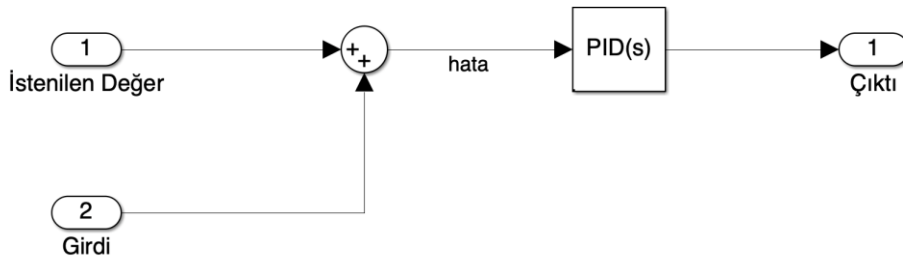 1
İstenilen Değer
+
+
hata
PID(s)
1
Çıktı
2
Girdi